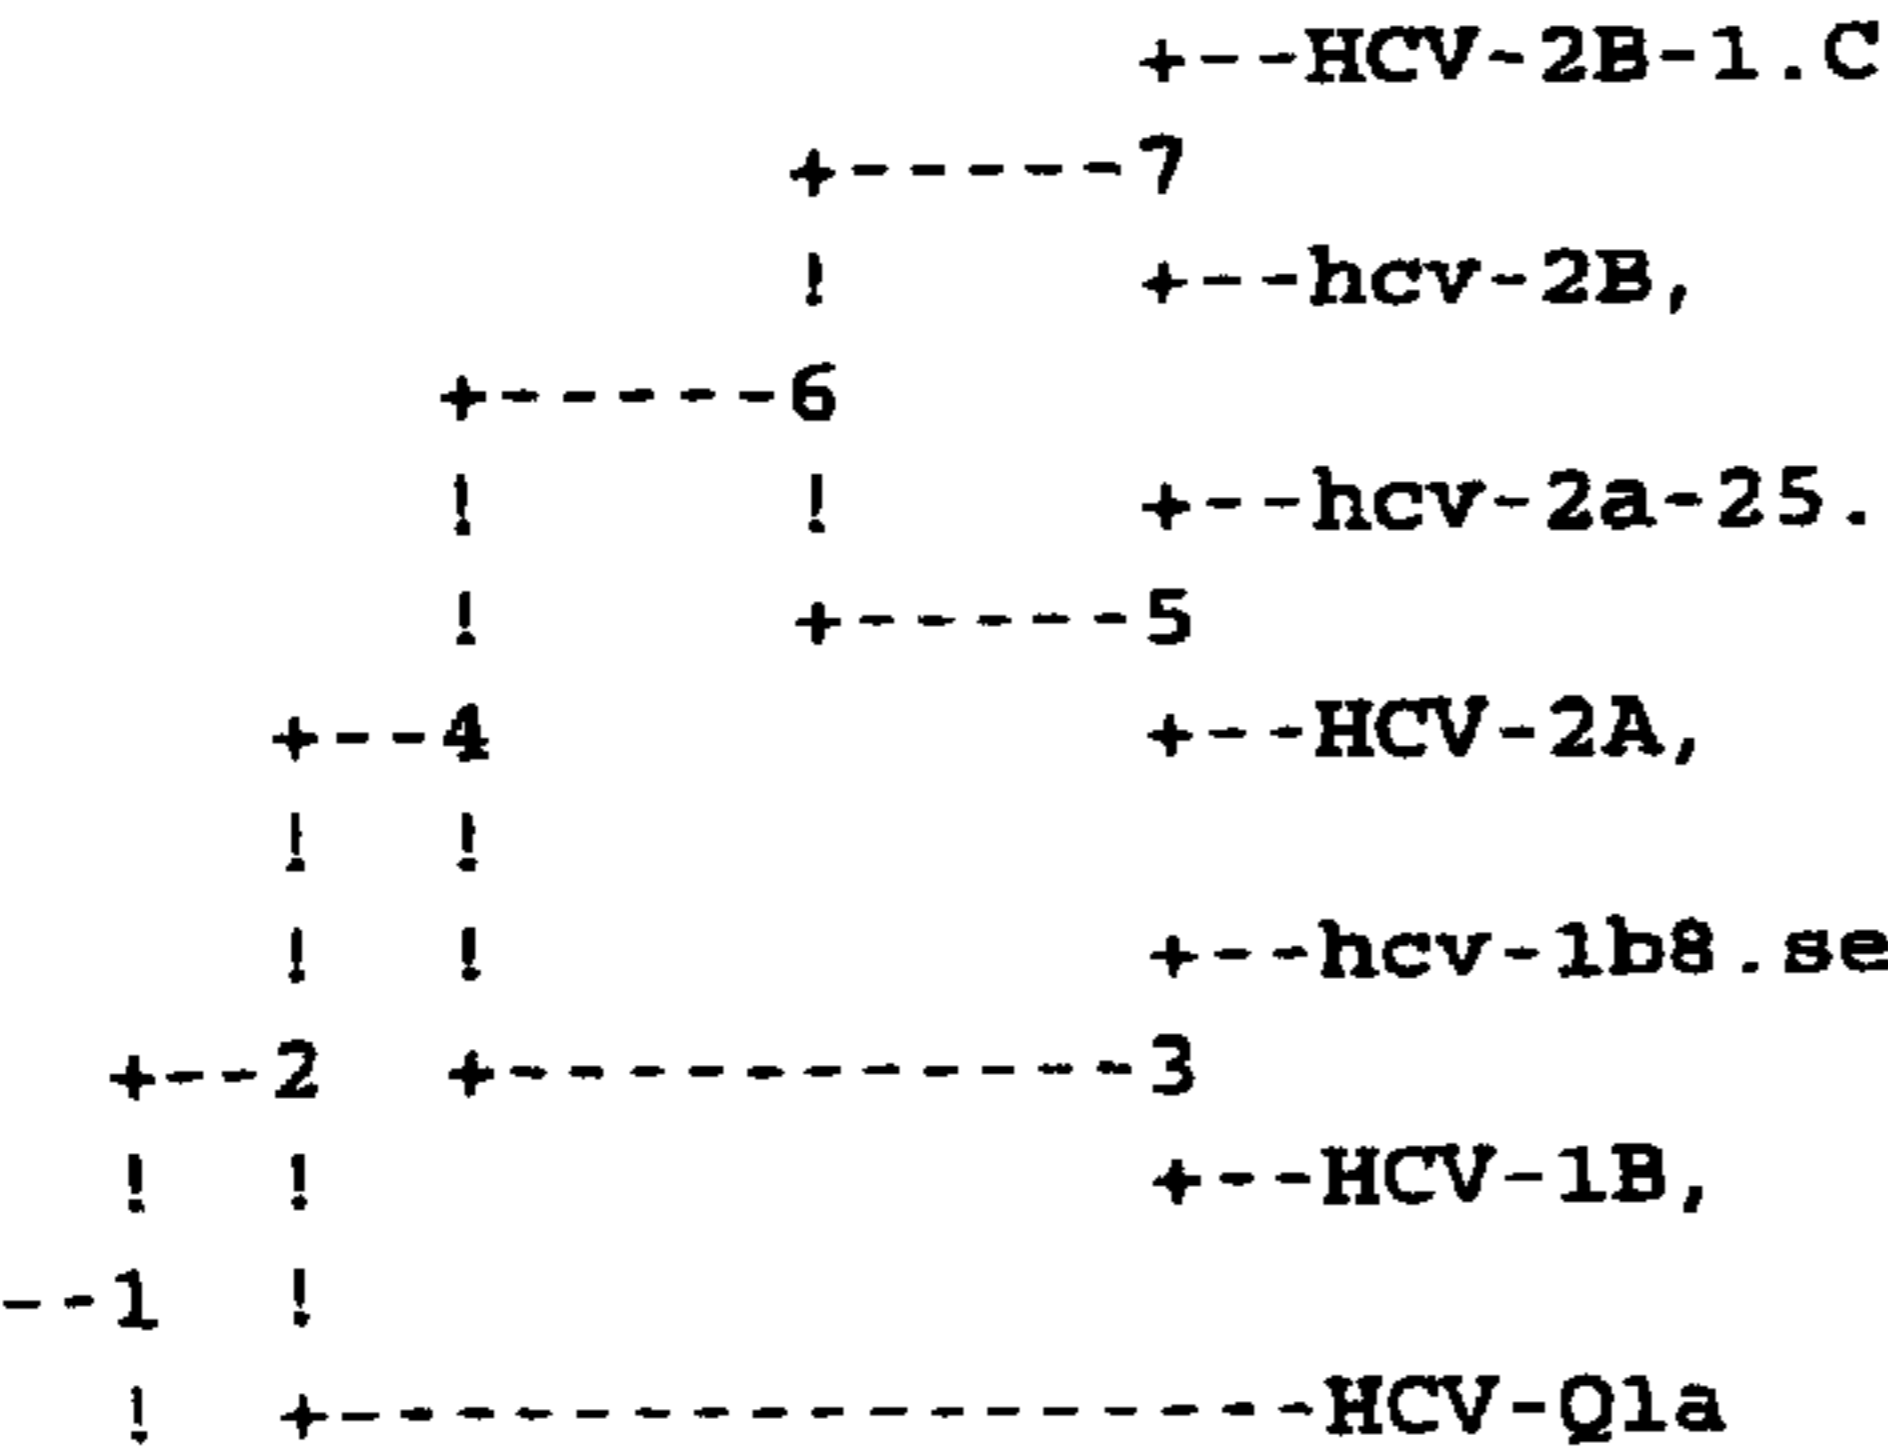 +--HCV-2B-1.C
+-----7
! +--hcv-2B,
+-----6
! ! +--hcv-2a-25.
! +-----5
+--4 +--HCV-2A,
! !
! ! +--hcv-1b8.se
+--2 +-----------3
! ! +--HCV-1B,
--1 !
! +-----------------HCV-Q1a